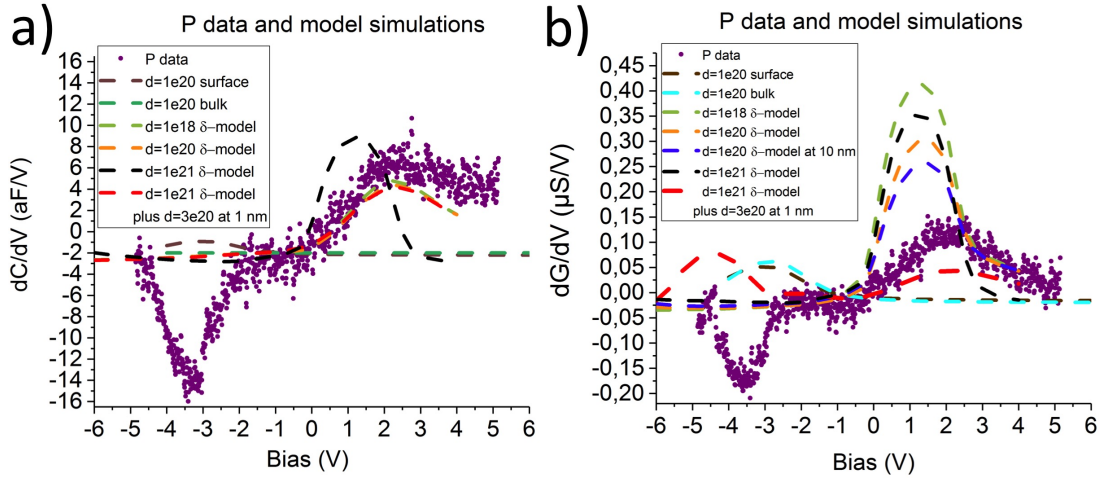 a)
P data and model simulations
P data
d=1e20 surface
d=1e20 bulk
d=1e18 δ–model
d=1e20 δ–model
d=1e21 δ–model
d=1e21 δ–model
plus d=3e20 at 1 nm
16
14
12
10
8
6
4
2
0
-2
-4
-6
-8
-10
-12
-14
-16
dC/dV (aF/V)
-6 -5 -4 -3 -2 -1 0 1 2 3 4 5 6
Bias (V)
b)
P data and model simulations
P data
d=1e20 surface
d=1e20 bulk
d=1e18 δ–model
d=1e20 δ–model
d=1e20 δ–model at 10 nm
d=1e21 δ–model
d=1e21 δ–model
plus d=3e20 at 1 nm
0,45
0,40
0,35
0,30
0,25
0,20
0,15
0,10
0,05
0,00
-0,05
-0,10
-0,15
-0,20
dG/dV (µS/V)
-6 -5 -4 -3 -2 -1 0 1 2 3 4 5 6
Bias (V)